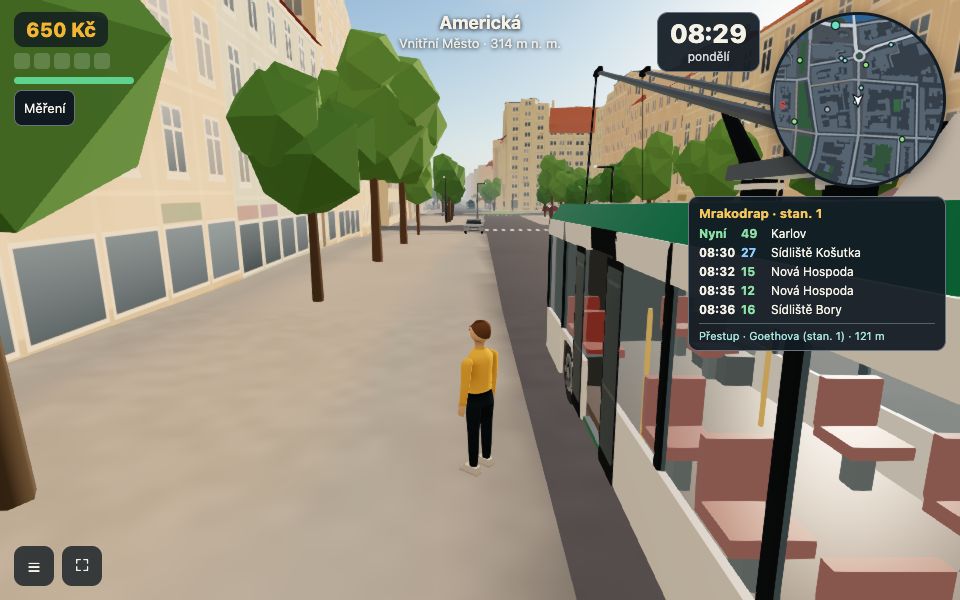 650 Kč
Měření
Americká
Vnitřní Město · 314 m n. m.
08:29
pondělí
Mrakodrap · stan. 1
Nyní 49 Karlov
08:30 27 Sídliště Košutka
08:32 15 Nová Hospoda
08:35 12 Nová Hospoda
08:36 16 Sídliště Bory
Přestup · Goethova (stan. 1) · 121 m